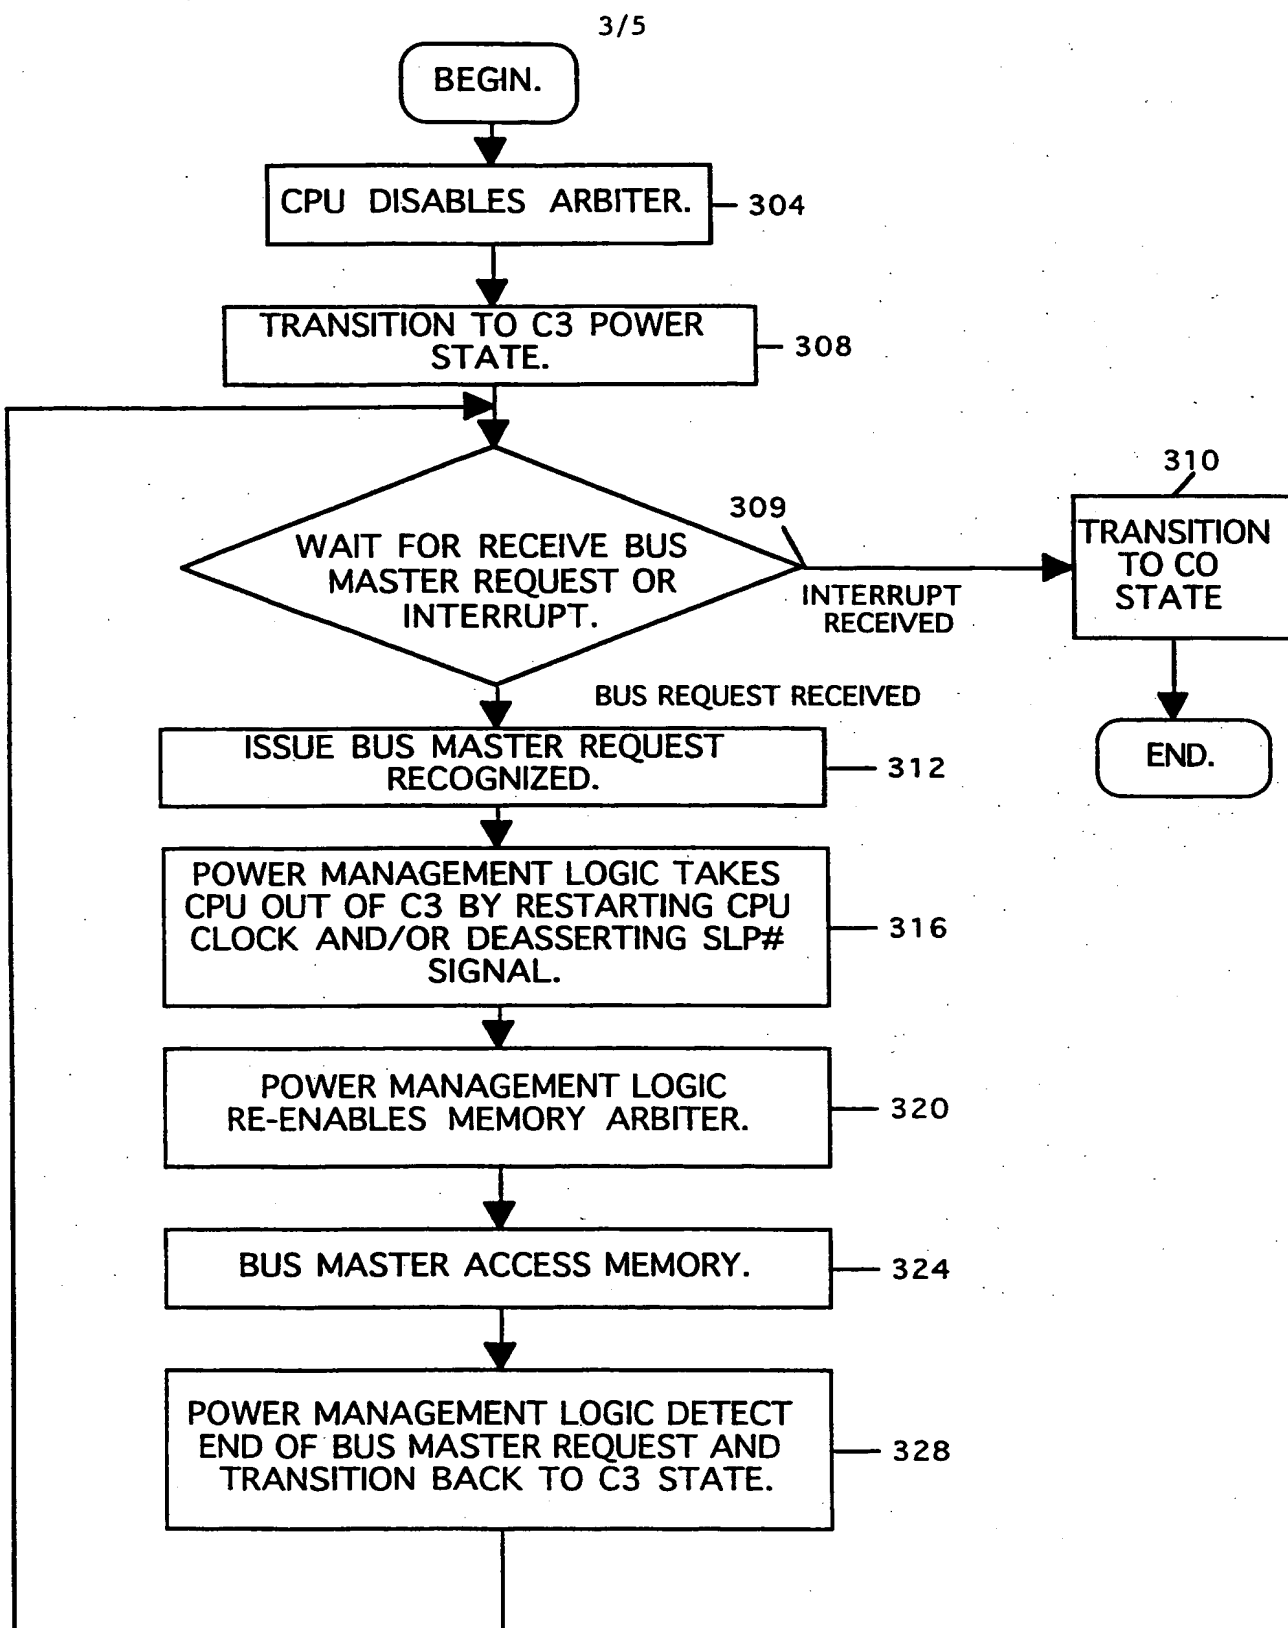 3/5
BEGIN.
CPU DISABLES ARBITER.
304
TRANSITION TO C3 POWER
STATE.
308
309
WAIT FOR RECEIVE BUS
MASTER REQUEST OR
INTERRUPT.
INTERRUPT
RECEIVED
310
TRANSITION
TO CO
STATE
END.
BUS REQUEST RECEIVED
ISSUE BUS MASTER REQUEST
RECOGNIZED.
312
POWER MANAGEMENT LOGIC TAKES
CPU OUT OF C3 BY RESTARTING CPU
CLOCK AND/OR DEASSERTING SLP#
SIGNAL.
316
POWER MANAGEMENT LOGIC
RE-ENABLES MEMORY ARBITER.
320
BUS MASTER ACCESS MEMORY.
324
POWER MANAGEMENT LOGIC DETECT
END OF BUS MASTER REQUEST AND
TRANSITION BACK TO C3 STATE.
328